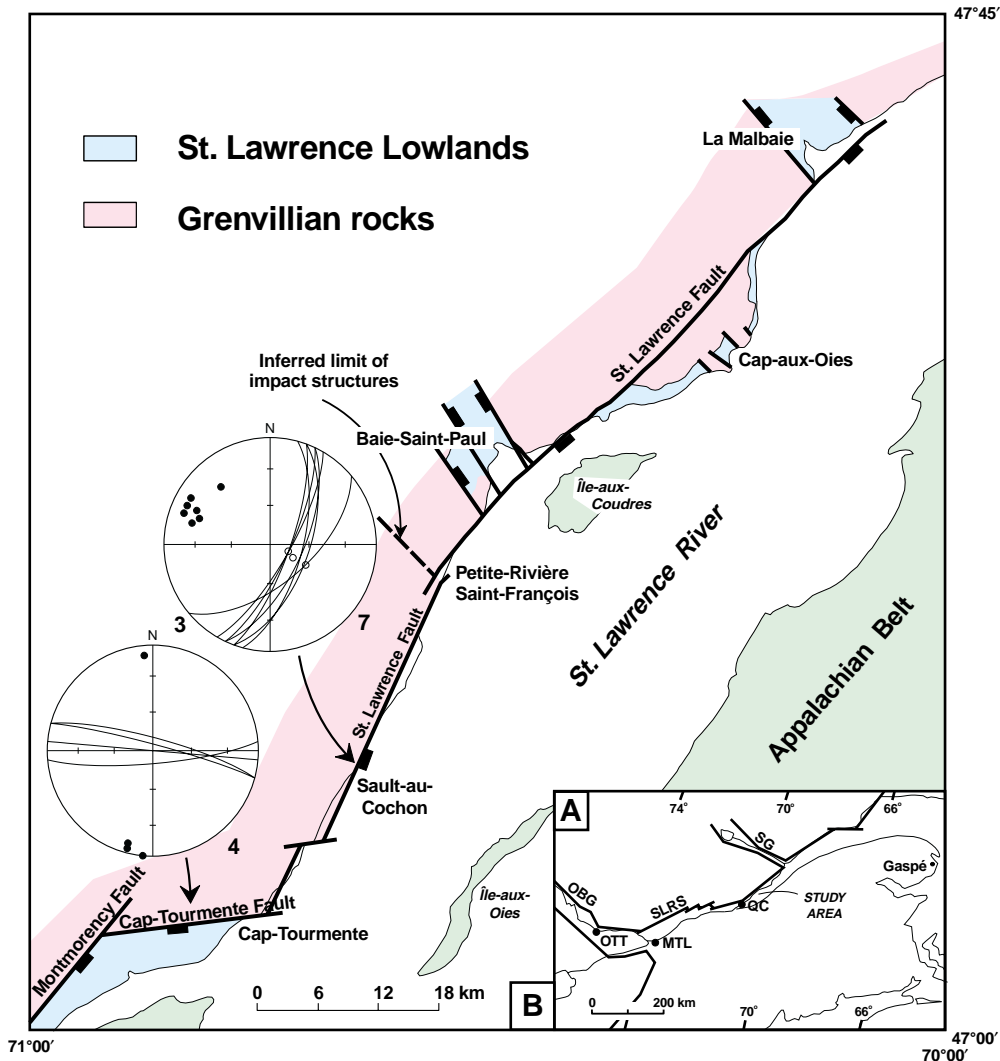 47°45′
St. Lawrence Lowlands
Grenvillian rocks
La Malbaie
St. Lawrence Fault
Cap-aux-Oies
Inferred limit of
impact structures
Baie-Saint-Paul
Île-aux-
Coudres
N
3
7
Petite-Rivière
Saint-François
St. Lawrence River
Appalachian Belt
St. Lawrence Fault
N
4
Sault-au-
Cochon
Île-aux-
Oies
Montmorency Fault
Cap-Tourmente Fault
Cap-Tourmente
0 6 12 18 km
A
74°
70°
66°
SG
Gaspé
OBG
SLRS
STUDY
AREA
QC
OTT
MTL
0 200 km
70°
66°
B
71°00′
47°00′
70°00′